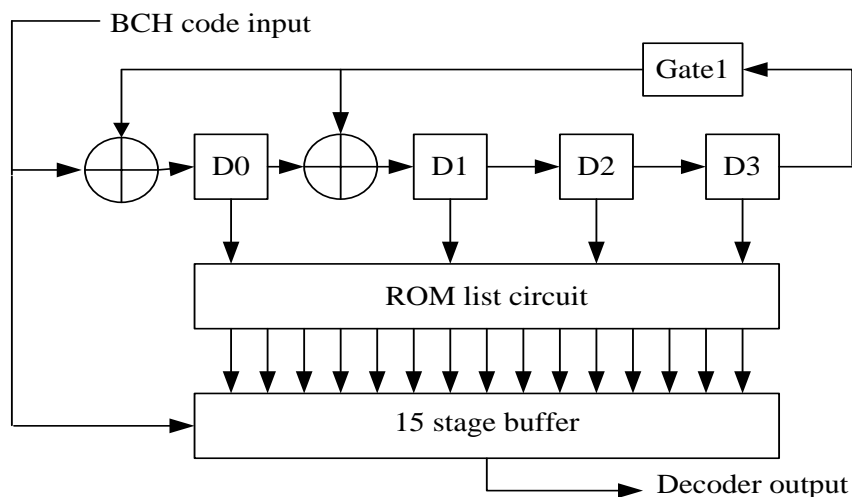 BCH code input
Gate1
D0
D1
D2
D3
ROM list circuit
15 stage buffer
Decoder output